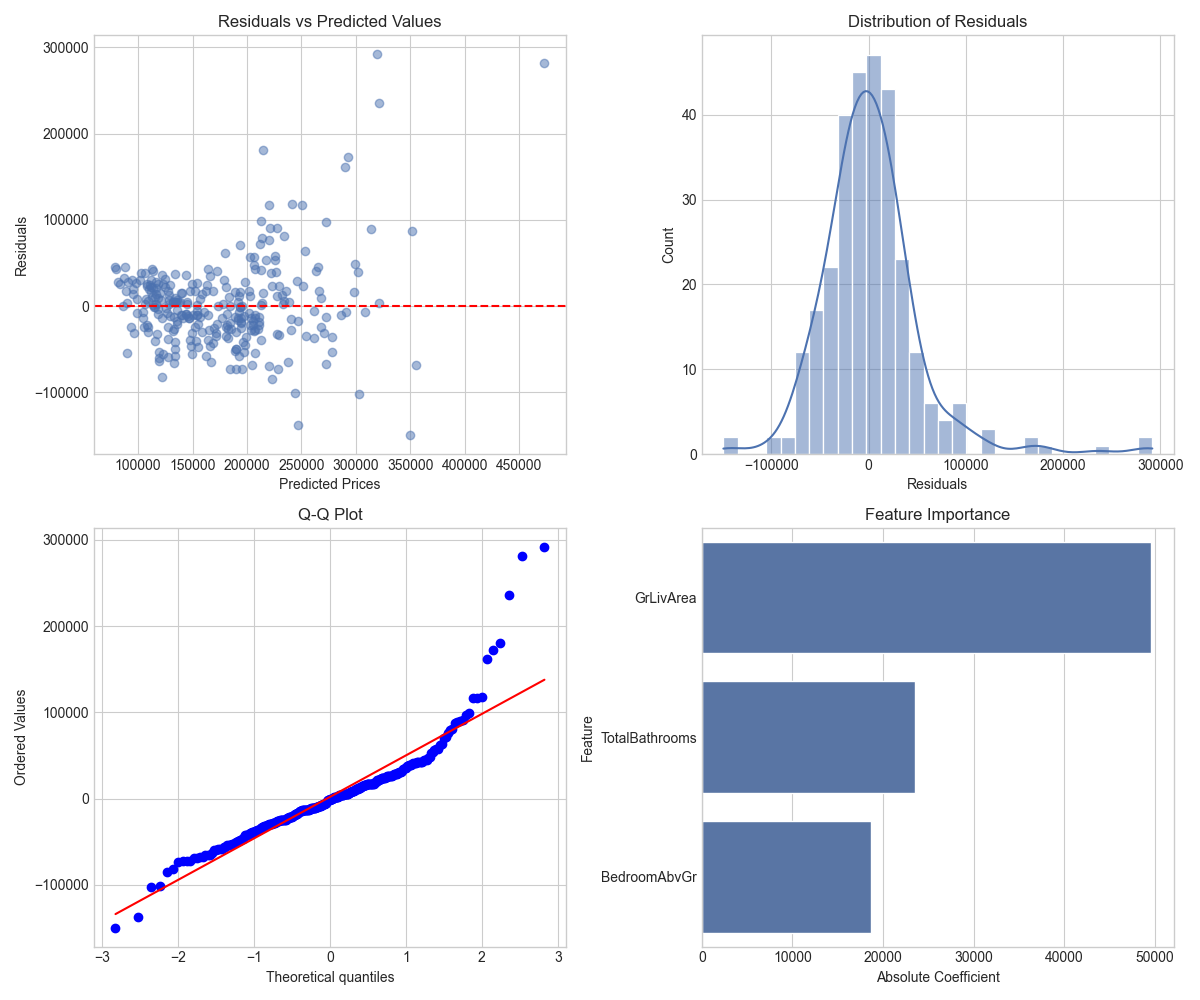 Residuals vs Predicted Values
300000
200000
100000
0
−100000
Residuals
100000 150000 200000 250000 300000 350000 400000 450000
Predicted Prices
Distribution of Residuals
40
30
20
10
0
Count
−100000 0 100000 200000 300000
Residuals
Q-Q Plot
300000
200000
100000
0
−100000
Ordered Values
−3 −2 −1 0 1 2 3
Theoretical quantiles
Feature Importance
GrLivArea
TotalBathrooms
BedroomAbvGr
Feature
0 10000 20000 30000 40000 50000
Absolute Coefficient